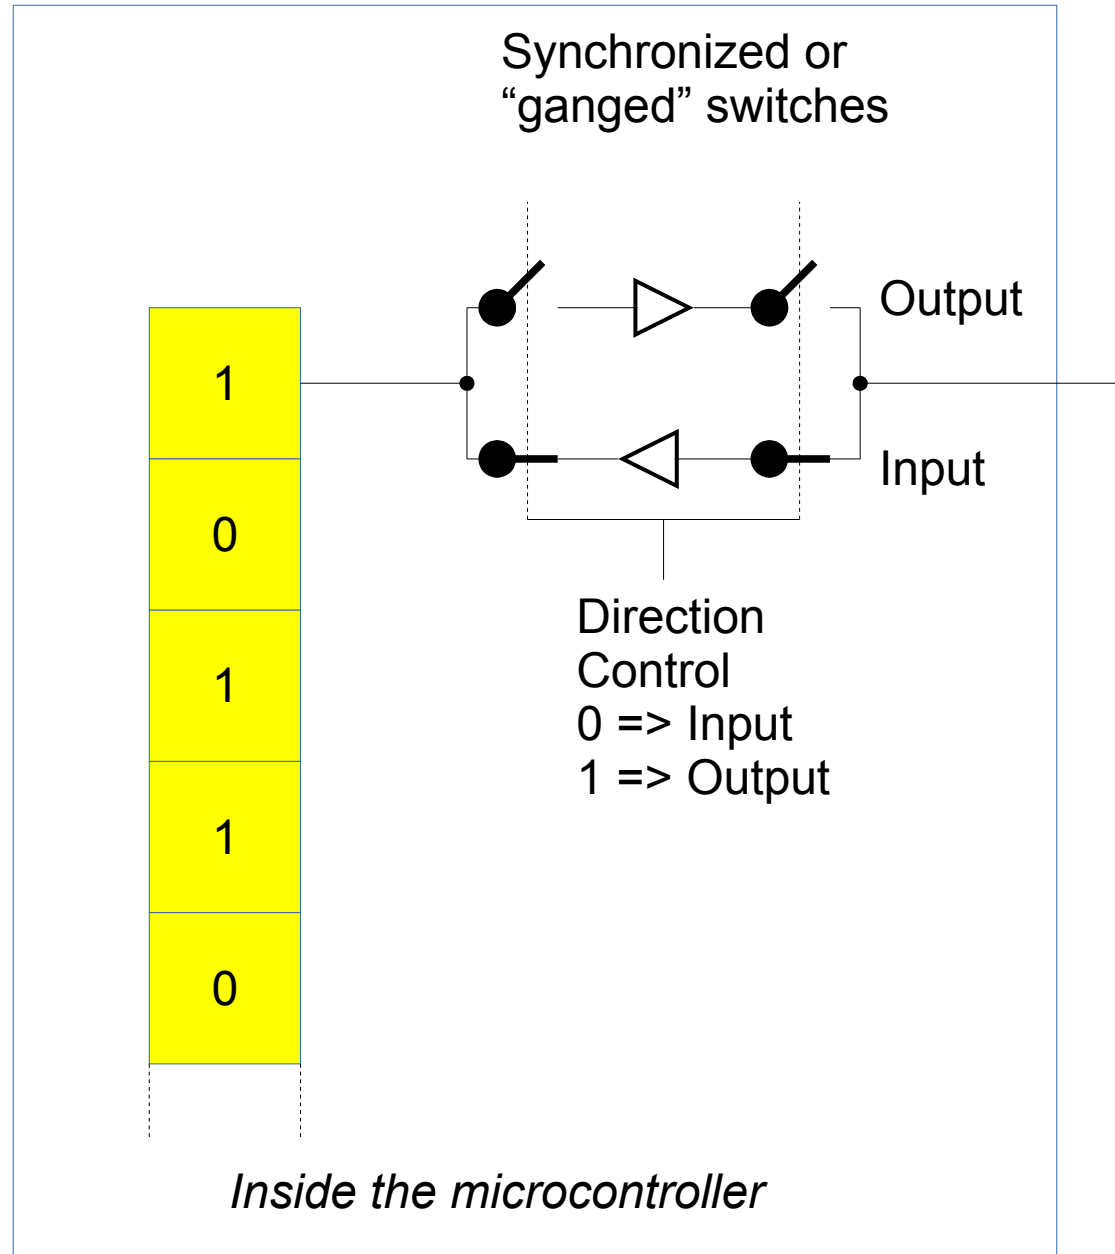 Synchronized or
“ganged” switches
Output
1
Input
0
Direction
Control
0 => Input
1 => Output
1
1
0
Inside the microcontroller